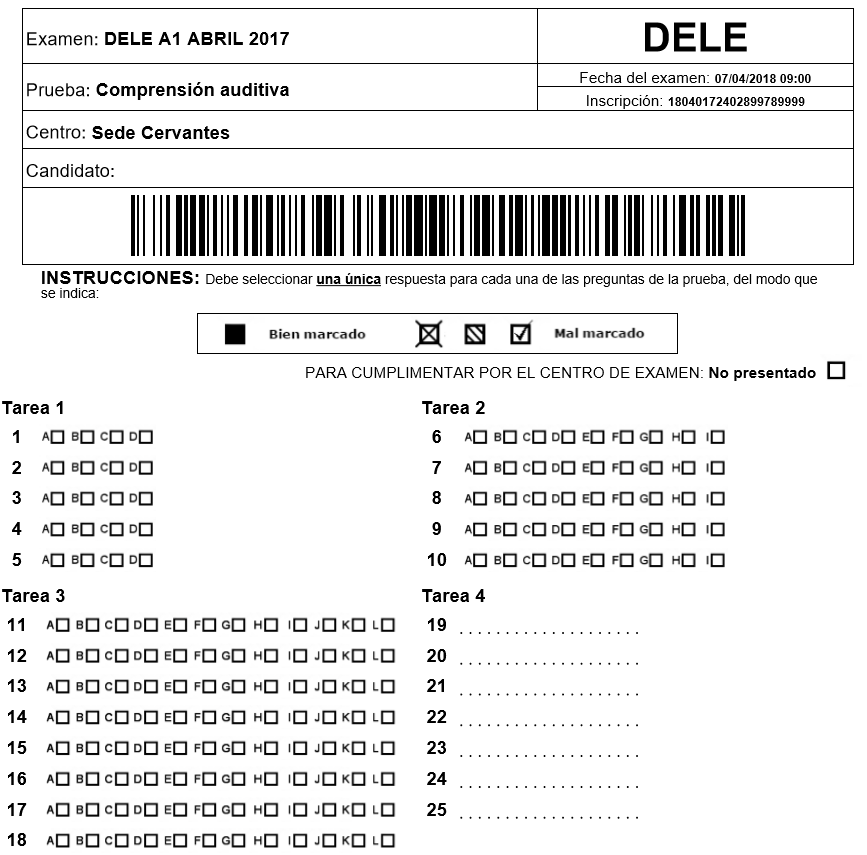 Examen: DELE A1 ABRIL 2017
DELE
Prueba: Comprensión auditiva
Fecha del examen: 07/04/2018 09:00
Inscripción: 18040172402899789999
Centro: Sede Cervantes
Candidato:
INSTRUCCIONES: Debe seleccionar una única respuesta para cada una de las preguntas de la prueba, del modo que
se indica:
Bien marcado Mal marcado
PARA CUMPLIMENTAR POR EL CENTRO DE EXAMEN: No presentado
Tarea 1
1 A B C D
2 A B C D
3 A B C D
4 A B C D
5 A B C D
Tarea 2
6 A B C D E F G H I
7 A B C D E F G H I
8 A B C D E F G H I
9 A B C D E F G H I
10 A B C D E F G H I
Tarea 3
11 A B C D E F G H I J K L
12 A B C D E F G H I J K L
13 A B C D E F G H I J K L
14 A B C D E F G H I J K L
15 A B C D E F G H I J K L
16 A B C D E F G H I J K L
17 A B C D E F G H I J K L
18 A B C D E F G H I J K L
Tarea 4
19 ....................
20 ....................
21 ....................
22 ....................
23 ....................
24 ....................
25 ....................